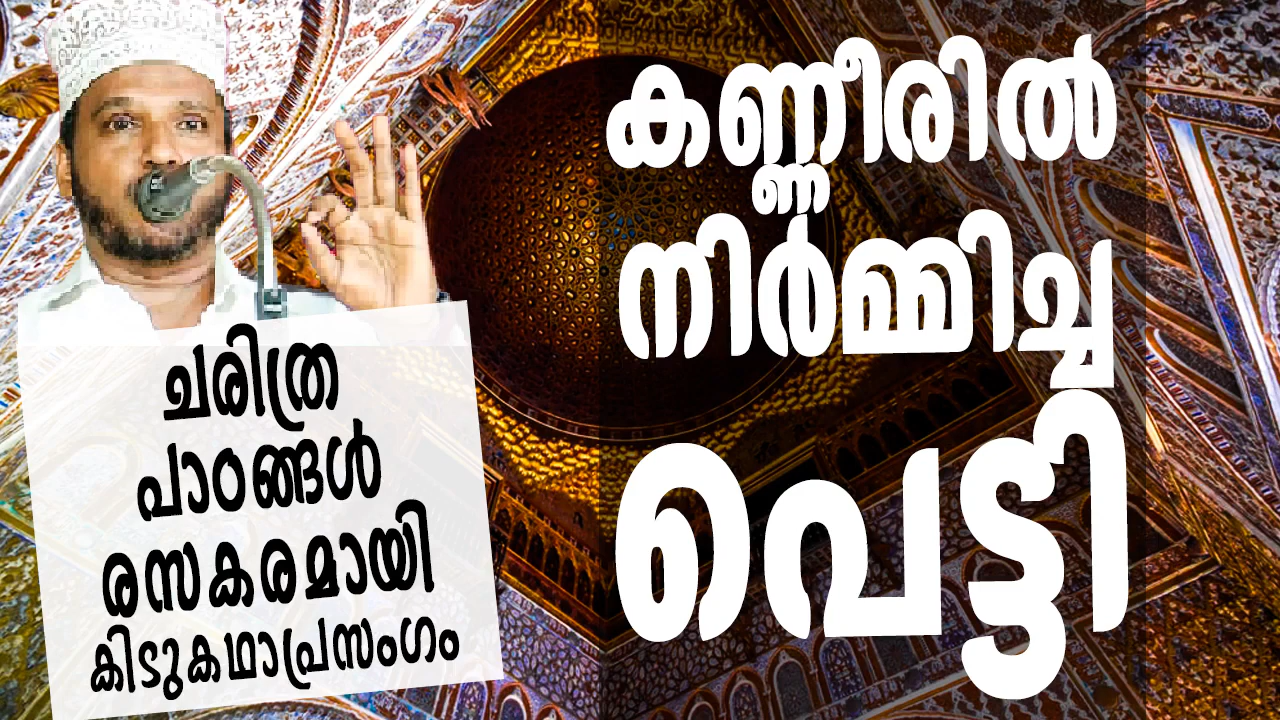 കണ്ണീരിൽ
നിർമ്മിച്ച
പെട്ടി
ചരിത്ര
പാഠങ്ങൾ
രസകരമായി
കിടുകഥാപ്രസംഗം